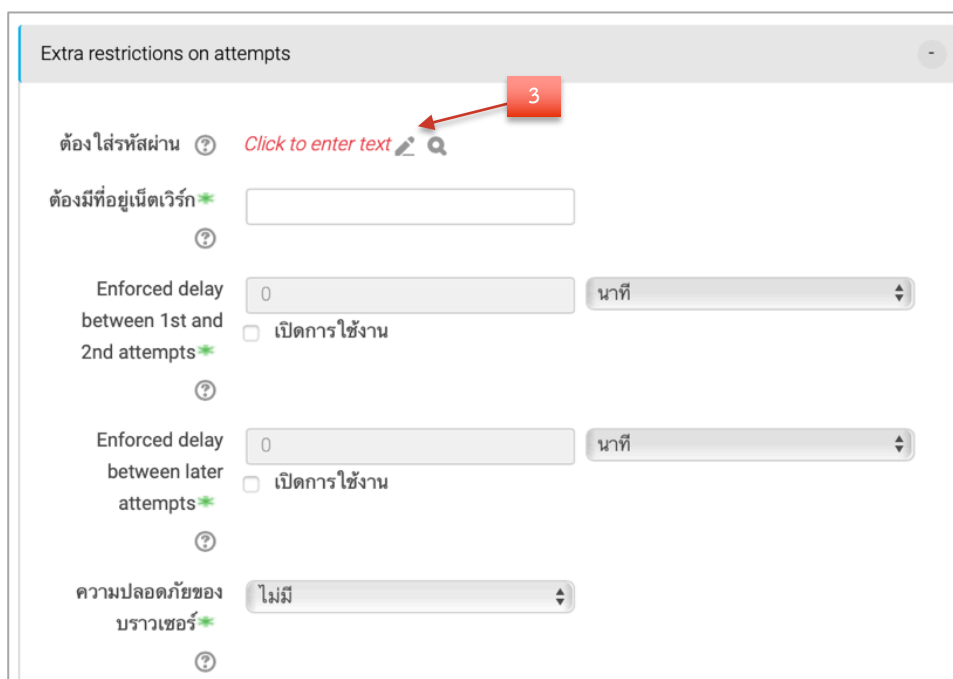 Extra restrictions on attempts
-
3
ต้องใส่รหัสผ่าน ? Click to enter text
ต้องมีที่อยู่เน็ตเวิร์ก
?
Enforced delay 0 นาที
between 1st and เปิดการใช้งาน
2nd attempts
?
Enforced delay 0 นาที
between later เปิดการใช้งาน
attempts
?
ความปลอดภัยของ ไม่มี
บราวเซอร์
?